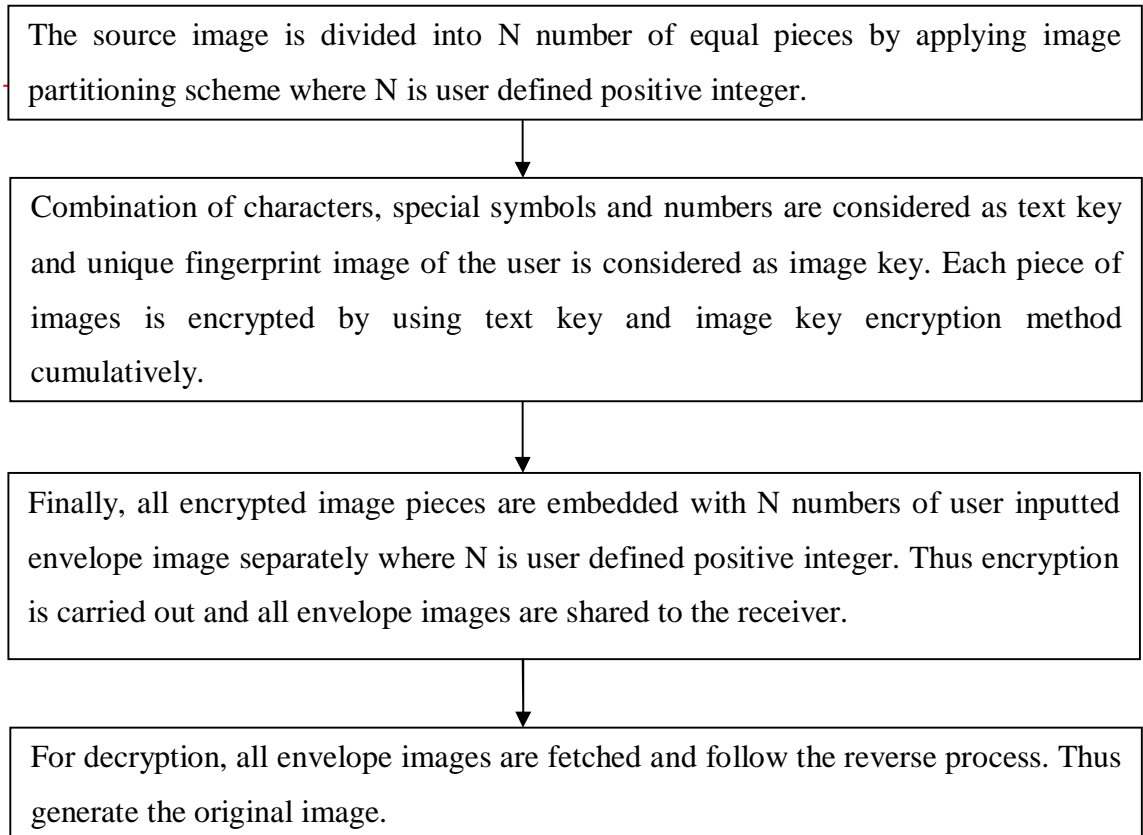 The source image is divided into N number of equal pieces by applying image
partitioning scheme where N is user defined positive integer.
Combination of characters, special symbols and numbers are considered as text key
and unique fingerprint image of the user is considered as image key. Each piece of
images is encrypted by using text key and image key encryption method
cumulatively.
Finally, all encrypted image pieces are embedded with N numbers of user inputted
envelope image separately where N is user defined positive integer. Thus encryption
is carried out and all envelope images are shared to the receiver.
For decryption, all envelope images are fetched and follow the reverse process. Thus
generate the original image.